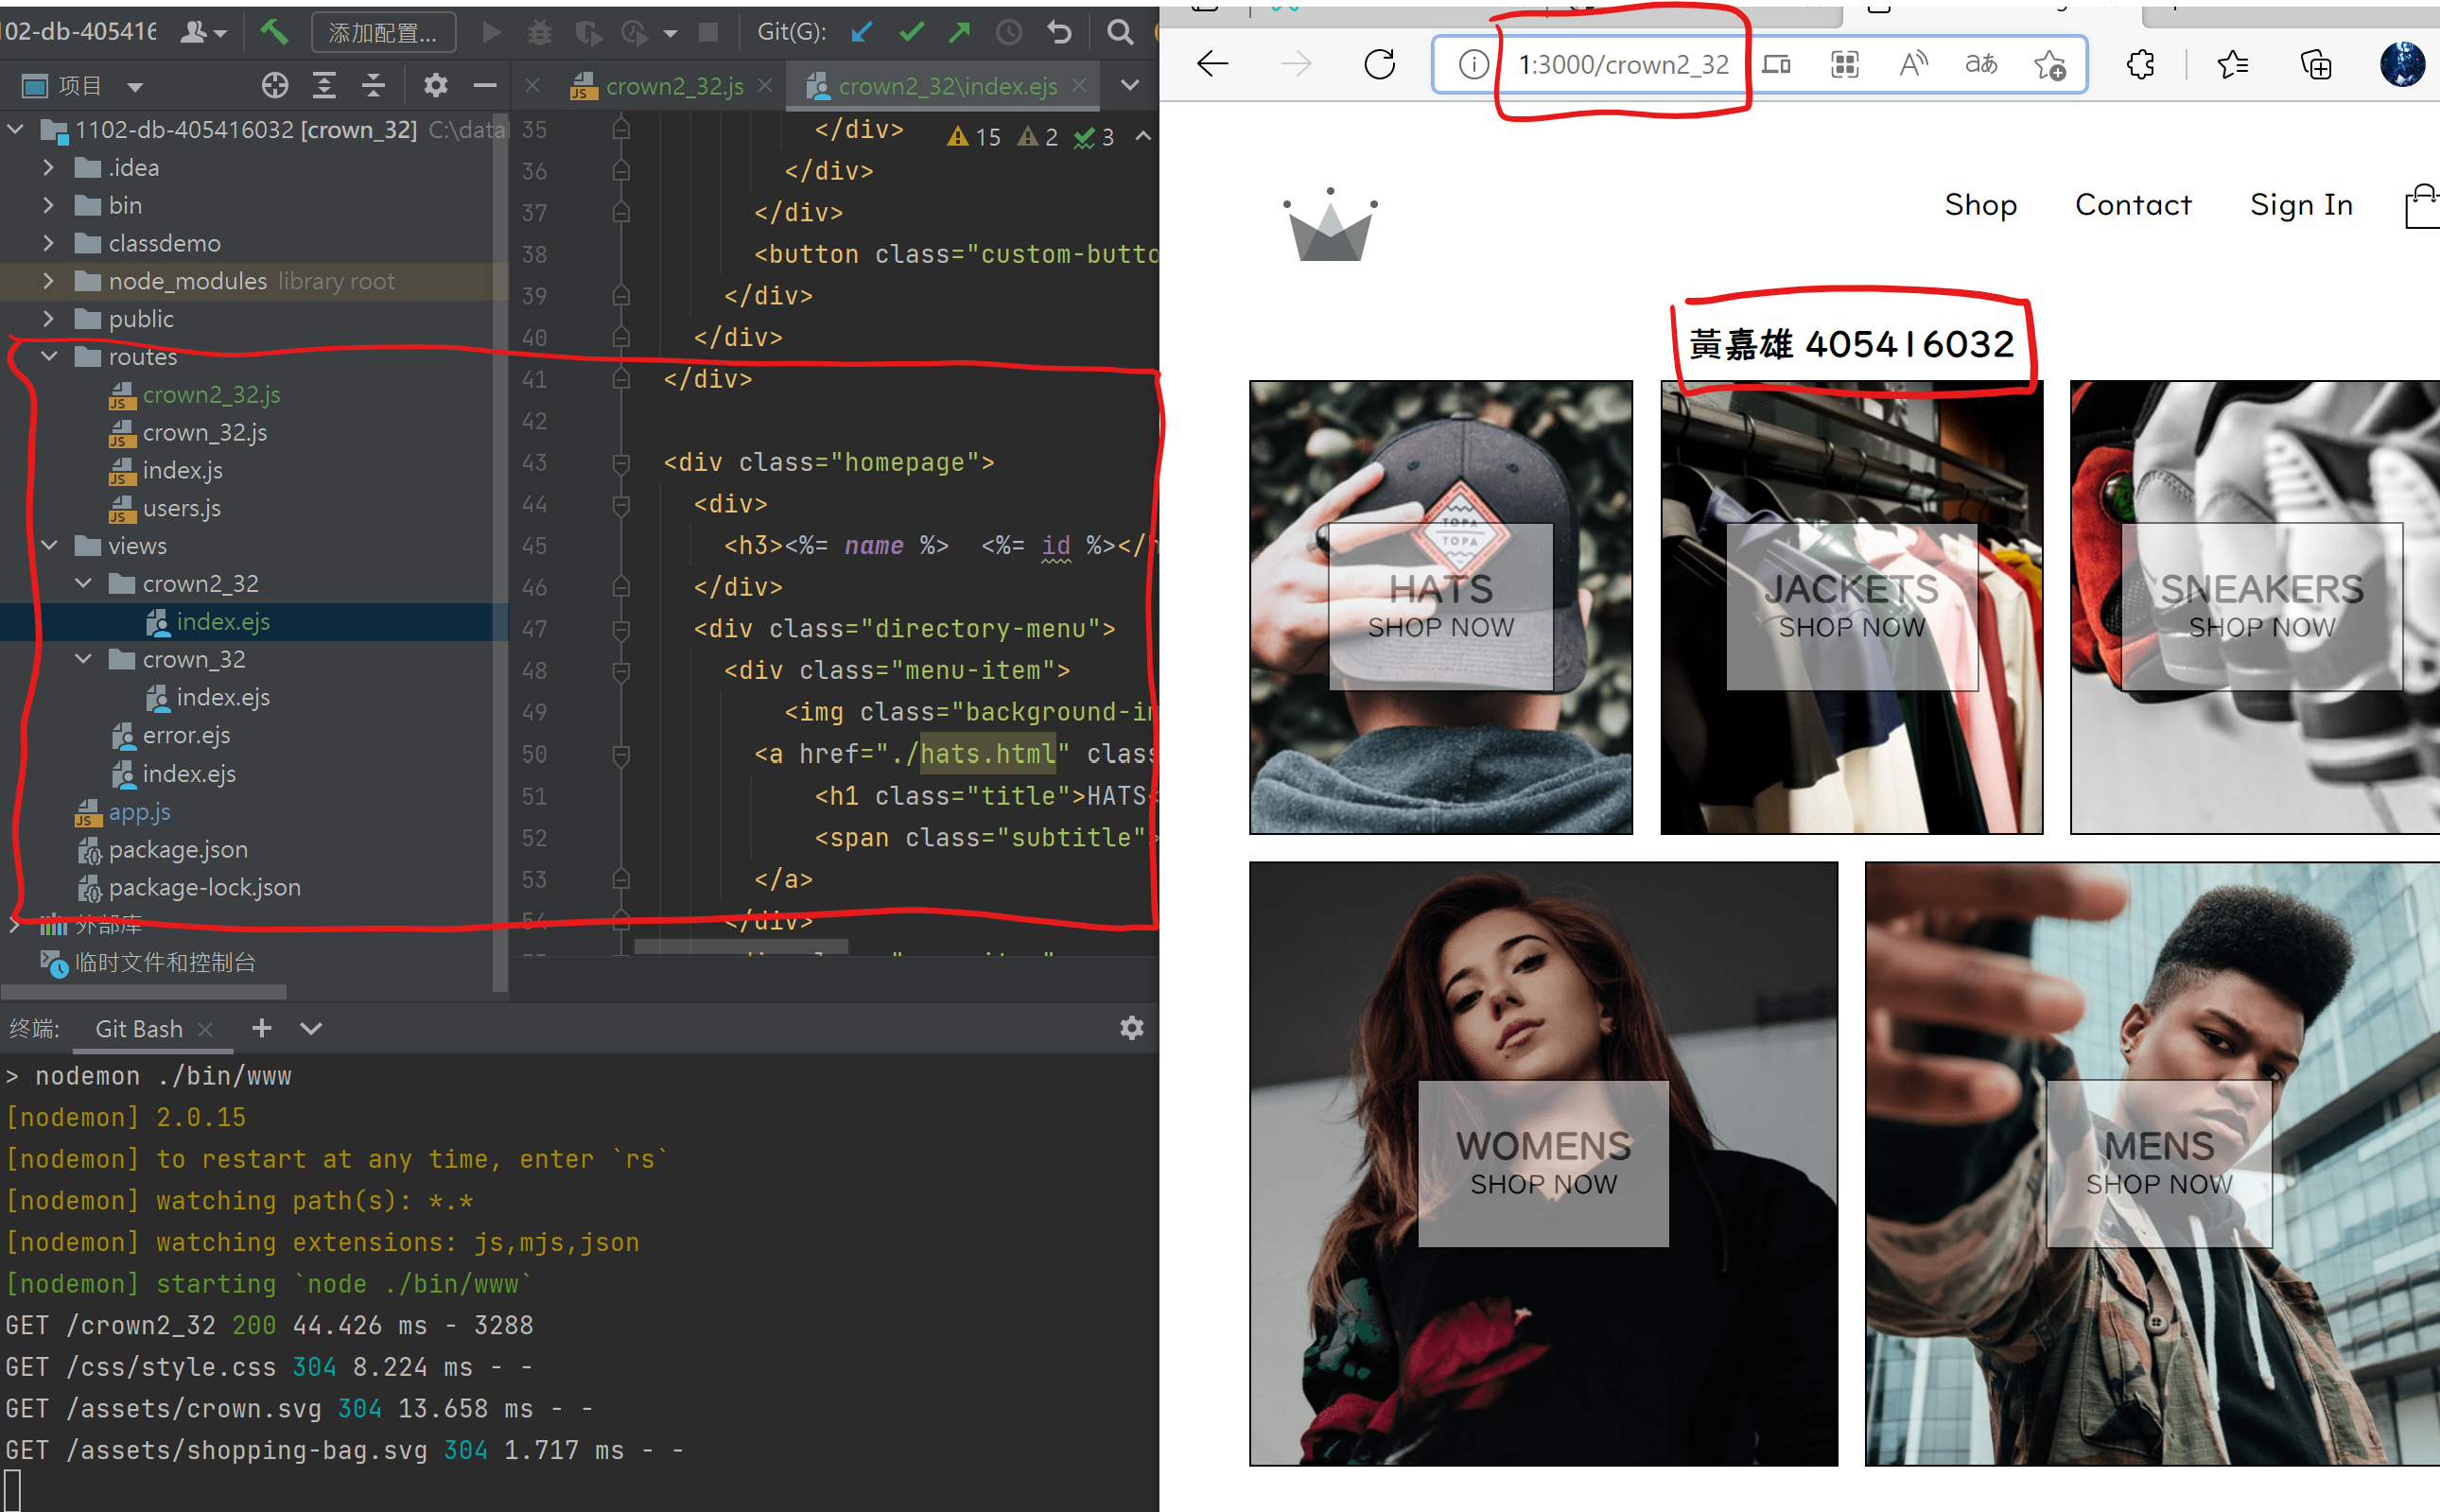 02-db-405416
添加配置...
Git(G):
项目
crown2_32.js
crown2_32\index.ejs
1102-db-405416032 [crown_32] C:\data
.idea
bin
classdemo
node_modules library root
public
routes
crown2_32.js
crown_32.js
index.js
users.js
views
crown2_32
index.ejs
crown_32
index.ejs
error.ejs
index.ejs
app.js
package.json
package-lock.json
外部库
临时文件和控制台
15 2 3
35 </div>
36 </div>
37 </div>
38 <button class="custom-butto
39 </div>
40 </div>
41 </div>
42
43 <div class="homepage">
44 <div>
45 <h3><%= name %> <%= id %></h
46 </div>
47 <div class="directory-menu">
48 <div class="menu-item">
49 <img class="background-im
50 <a href="./hats.html" class
51 <h1 class="title">HATS<
52 <span class="subtitle">
53 </a>
54 </div>
终端: Git Bash
> nodemon ./bin/www
[nodemon] 2.0.15
[nodemon] to restart at any time, enter `rs`
[nodemon] watching path(s): *.*
[nodemon] watching extensions: js,mjs,json
[nodemon] starting `node ./bin/www`
GET /crown2_32 200 44.426 ms - 3288
GET /css/style.css 304 8.224 ms - -
GET /assets/crown.svg 304 13.658 ms - -
GET /assets/shopping-bag.svg 304 1.717 ms - -
1:3000/crown2_32
aあ
Shop Contact Sign In
黃嘉雄 405416032
TOPA
TOPA
HATS
SHOP NOW
JACKETS
SHOP NOW
SNEAKERS
SHOP NOW
WOMENS
SHOP NOW
MENS
SHOP NOW